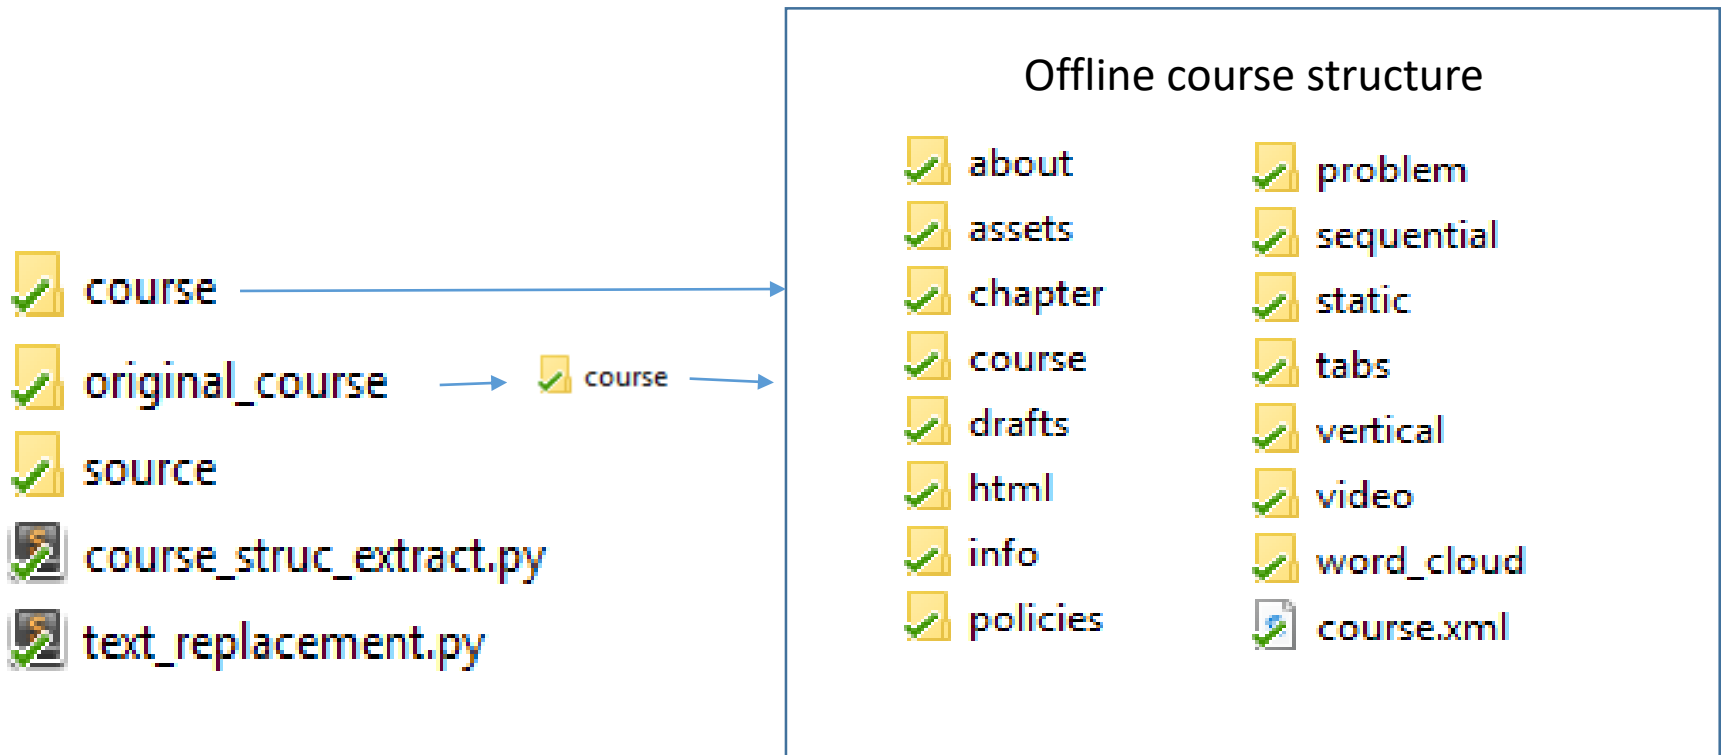 Offline course structure
course
original_course
course
source
course_struc_extract.py
text_replacement.py
about
assets
chapter
course
drafts
html
info
policies
problem
sequential
static
tabs
vertical
video
word_cloud
course.xml